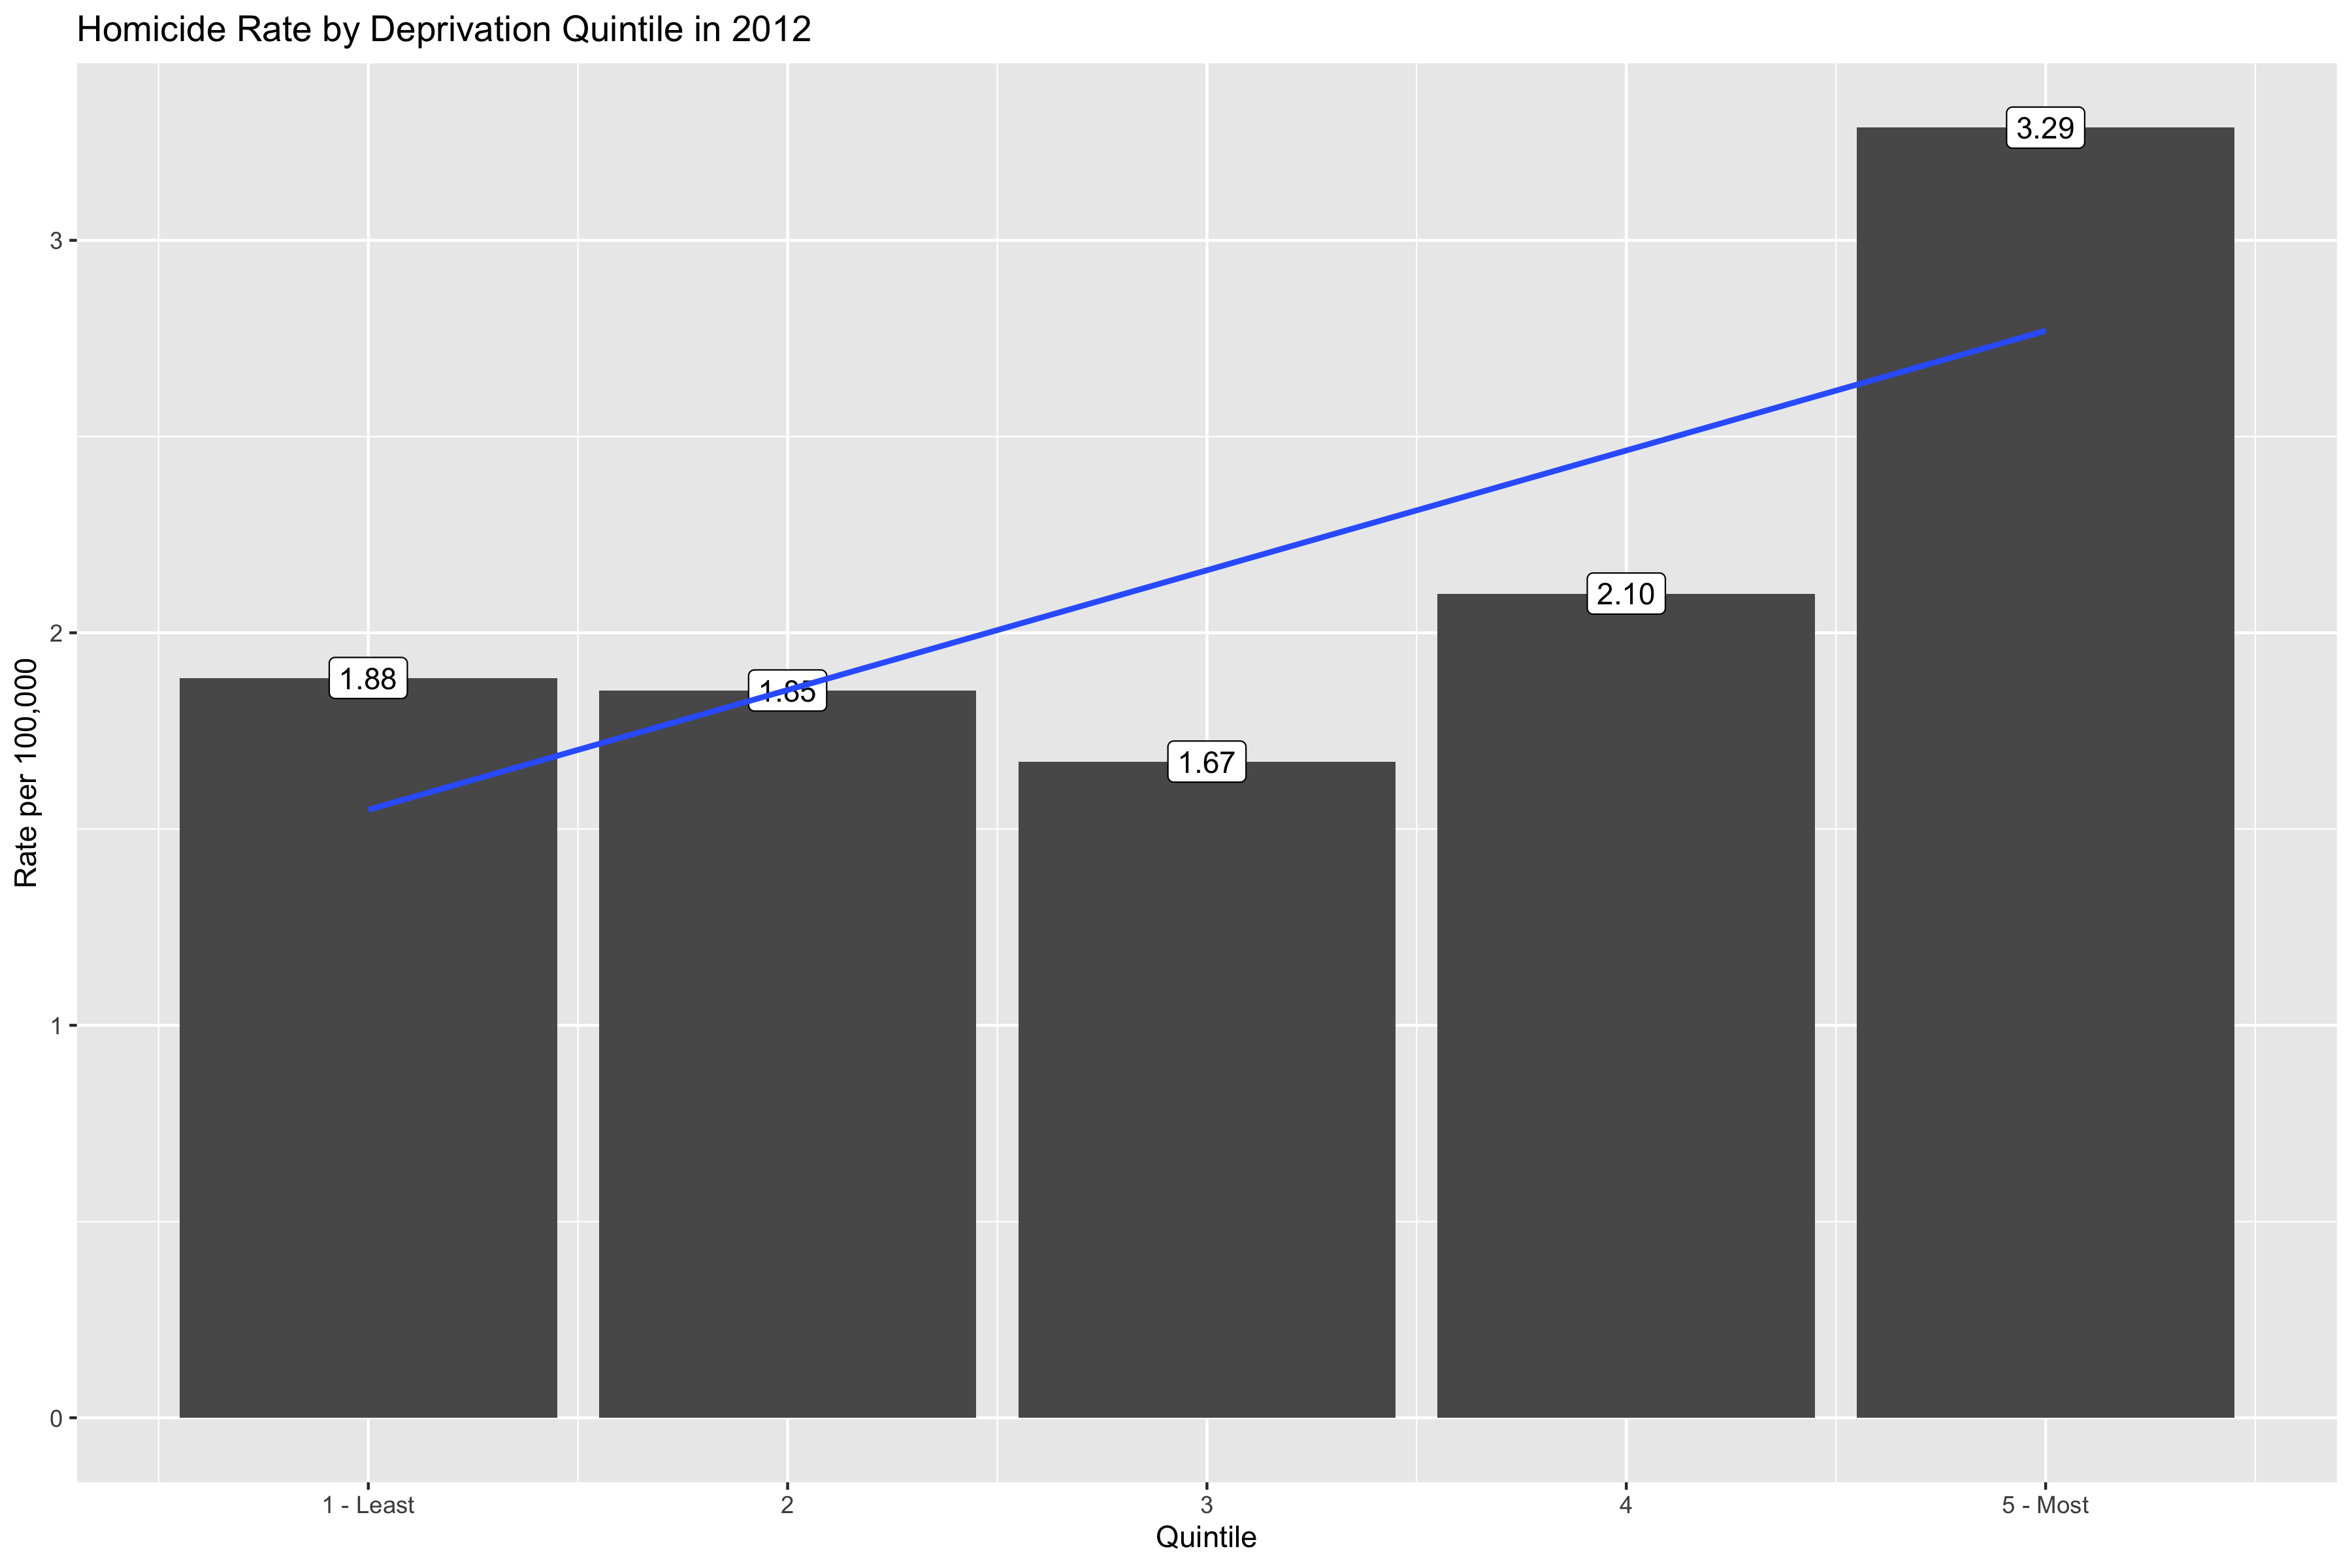 Homicide Rate by Deprivation Quintile in 2012
Rate per 100,000
3
2
1
0
1.88
1.85
1.67
2.10
3.29
1 - Least
2
3
4
5 - Most
Quintile